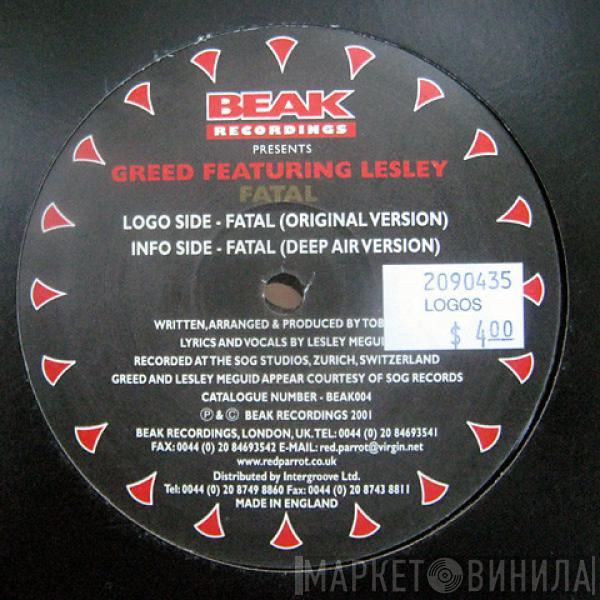 BEAK
RECORDINGS
PRESENTS
GREED FEATURING LESLEY
FATAL
LOGO SIDE - FATAL (ORIGINAL VERSION)
INFO SIDE - FATAL (DEEP AIR VERSION)
2090435
LOGOS
$ 4.00
WRITTEN, ARRANGED & PRODUCED BY
LYRICS AND VOCALS BY LESLEY
RECORDED AT THE SOG STUDIOS, ZURICH, SWITZERLAND
GREED AND LESLEY MEGUID APPEAR COURTESY OF SOG RECORDS
CATALOGUE NUMBER - BEAK004
℗ & © BEAK RECORDINGS 2001
BEAK RECORDINGS, LONDON, UK. TEL: 0044 (0) 20 84693541
FAX: 0044 (0) 20 84693542 E-MAIL: red.parrot@virgin.net
www.redparrot.co.uk
Distributed by Intergroove Ltd.
Tel: 0044 (0) 20 8749 8860 Fax: 0044 (0) 20 8743 8811
MADE IN ENGLAND
МАРКЕТ ВИНИЛА